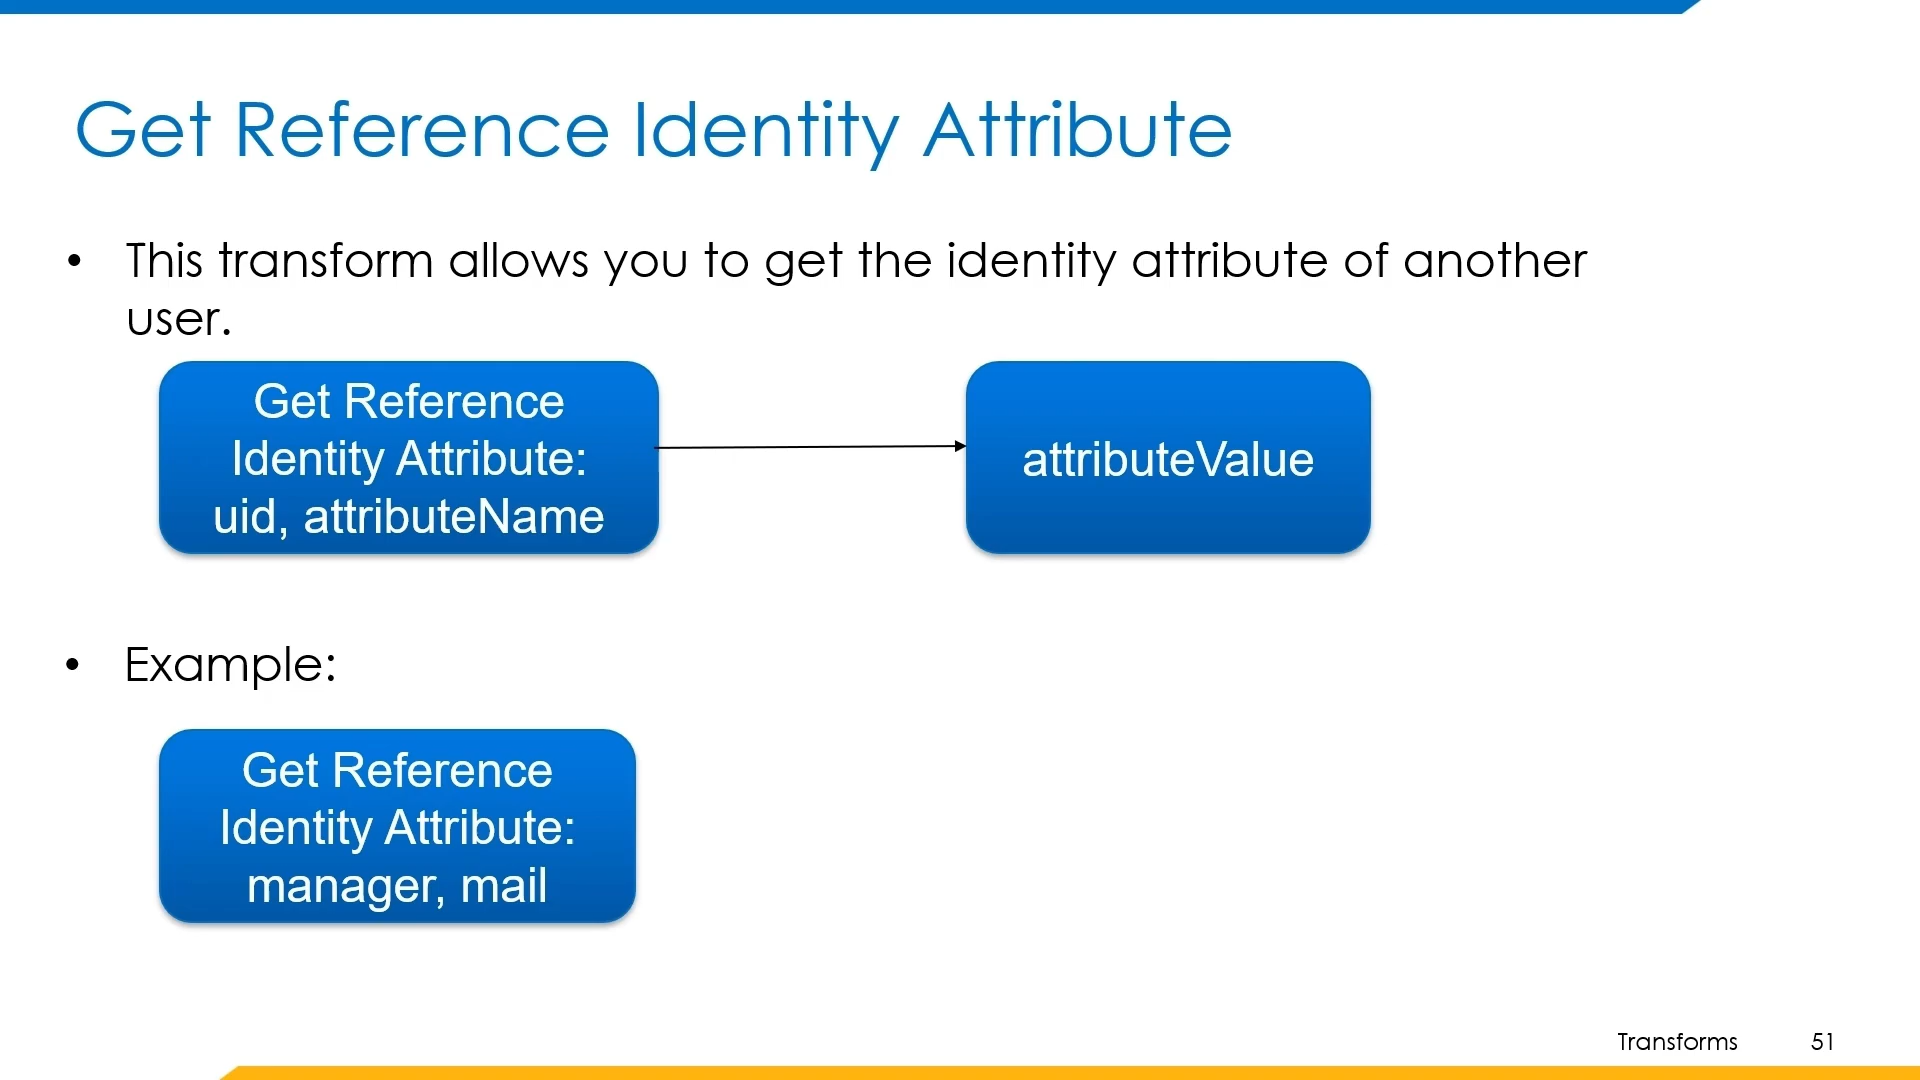 Get Reference Identity Attribute
• This transform allows you to get the identity attribute of another
user.
Get Reference
Identity Attribute:
uid, attributeName
attributeValue
• Example:
Get Reference
Identity Attribute:
manager, mail
Transforms 51